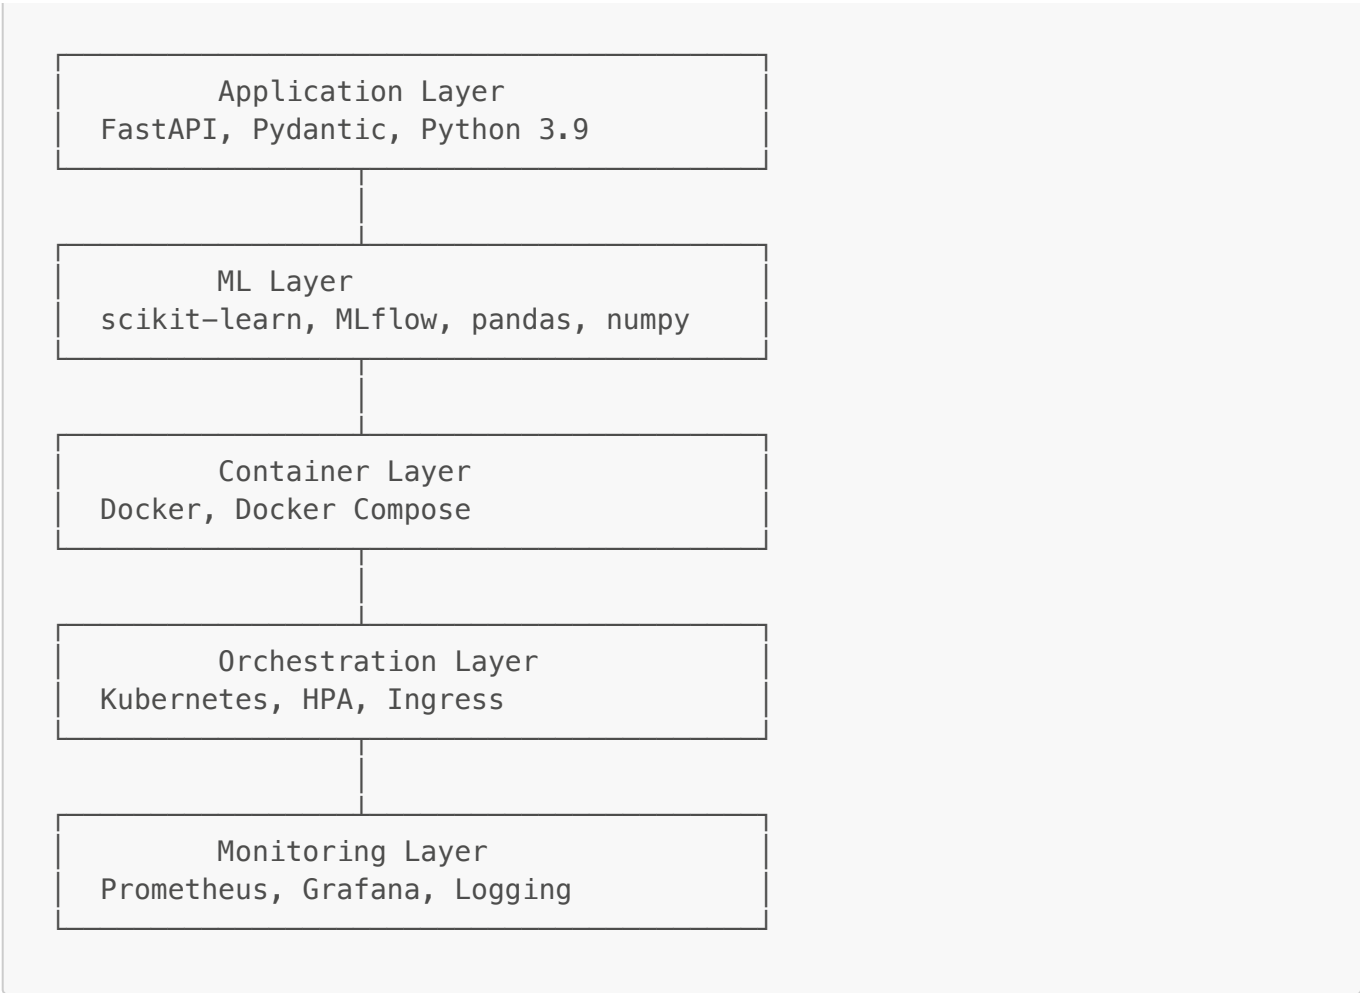 Application Layer
FastAPI, Pydantic, Python 3.9
ML Layer
scikit-learn, MLflow, pandas, numpy
Container Layer
Docker, Docker Compose
Orchestration Layer
Kubernetes, HPA, Ingress
Monitoring Layer
Prometheus, Grafana, Logging